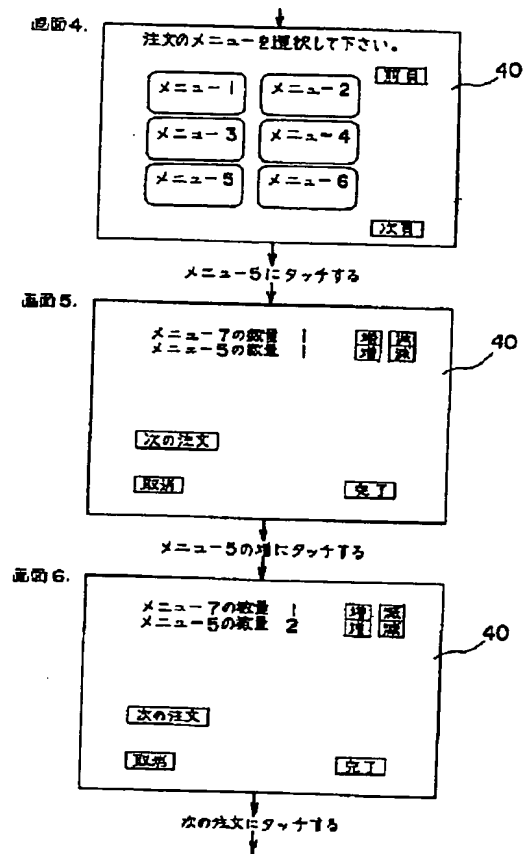 画面4.
注文のメニューを選択して下さい。
前頁
40
メニュー1 メニュー2
メニュー3 メニュー4
メニュー5 メニュー6
次頁
メニュー5にタッチする
画面5.
メニュー7の数量 1 増 減
メニュー5の数量 1 増 減
40
次の注文
取消 完了
メニュー5の増にタッチする
画面6.
メニュー7の数量 1 増 減
メニュー5の数量 2 増 減
40
次の注文
取消 完了
次の注文にタッチする